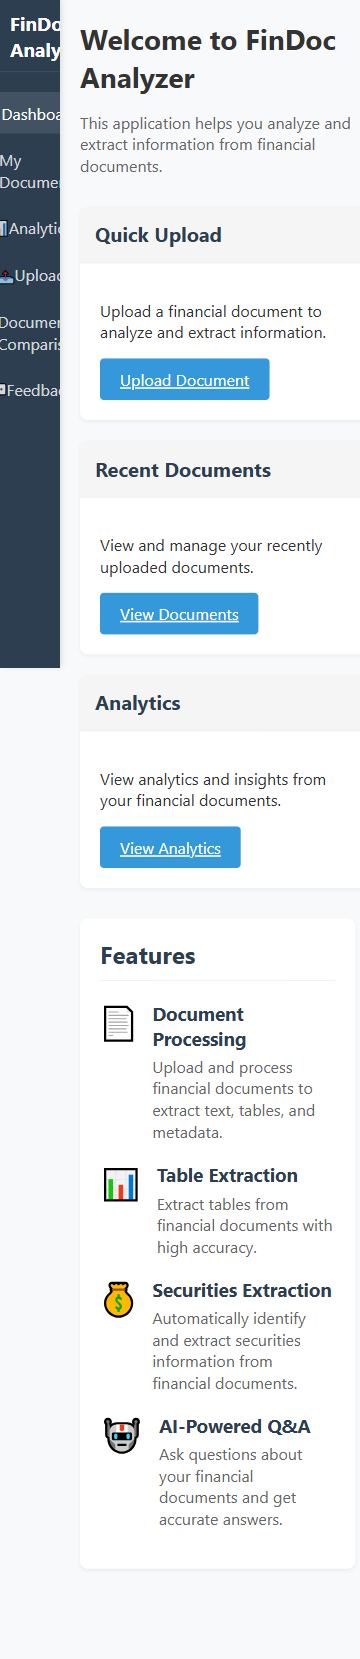 FinDo
Analy
Dashboa
My
Documen
Analytic
Upload
Documen
Comparis
Feedba
Welcome to FinDoc
Analyzer
This application helps you analyze and
extract information from financial
documents.
Quick Upload
Upload a financial document to
analyze and extract information.
Upload Document
Recent Documents
View and manage your recently
uploaded documents.
View Documents
Analytics
View analytics and insights from
your financial documents.
View Analytics
Features
Document
Processing
Upload and process
financial documents to
extract text, tables, and
metadata.
Table Extraction
Extract tables from
financial documents with
high accuracy.
Securities Extraction
Automatically identify
and extract securities
information from
financial documents.
AI-Powered Q&A
Ask questions about
your financial
documents and get
accurate answers.